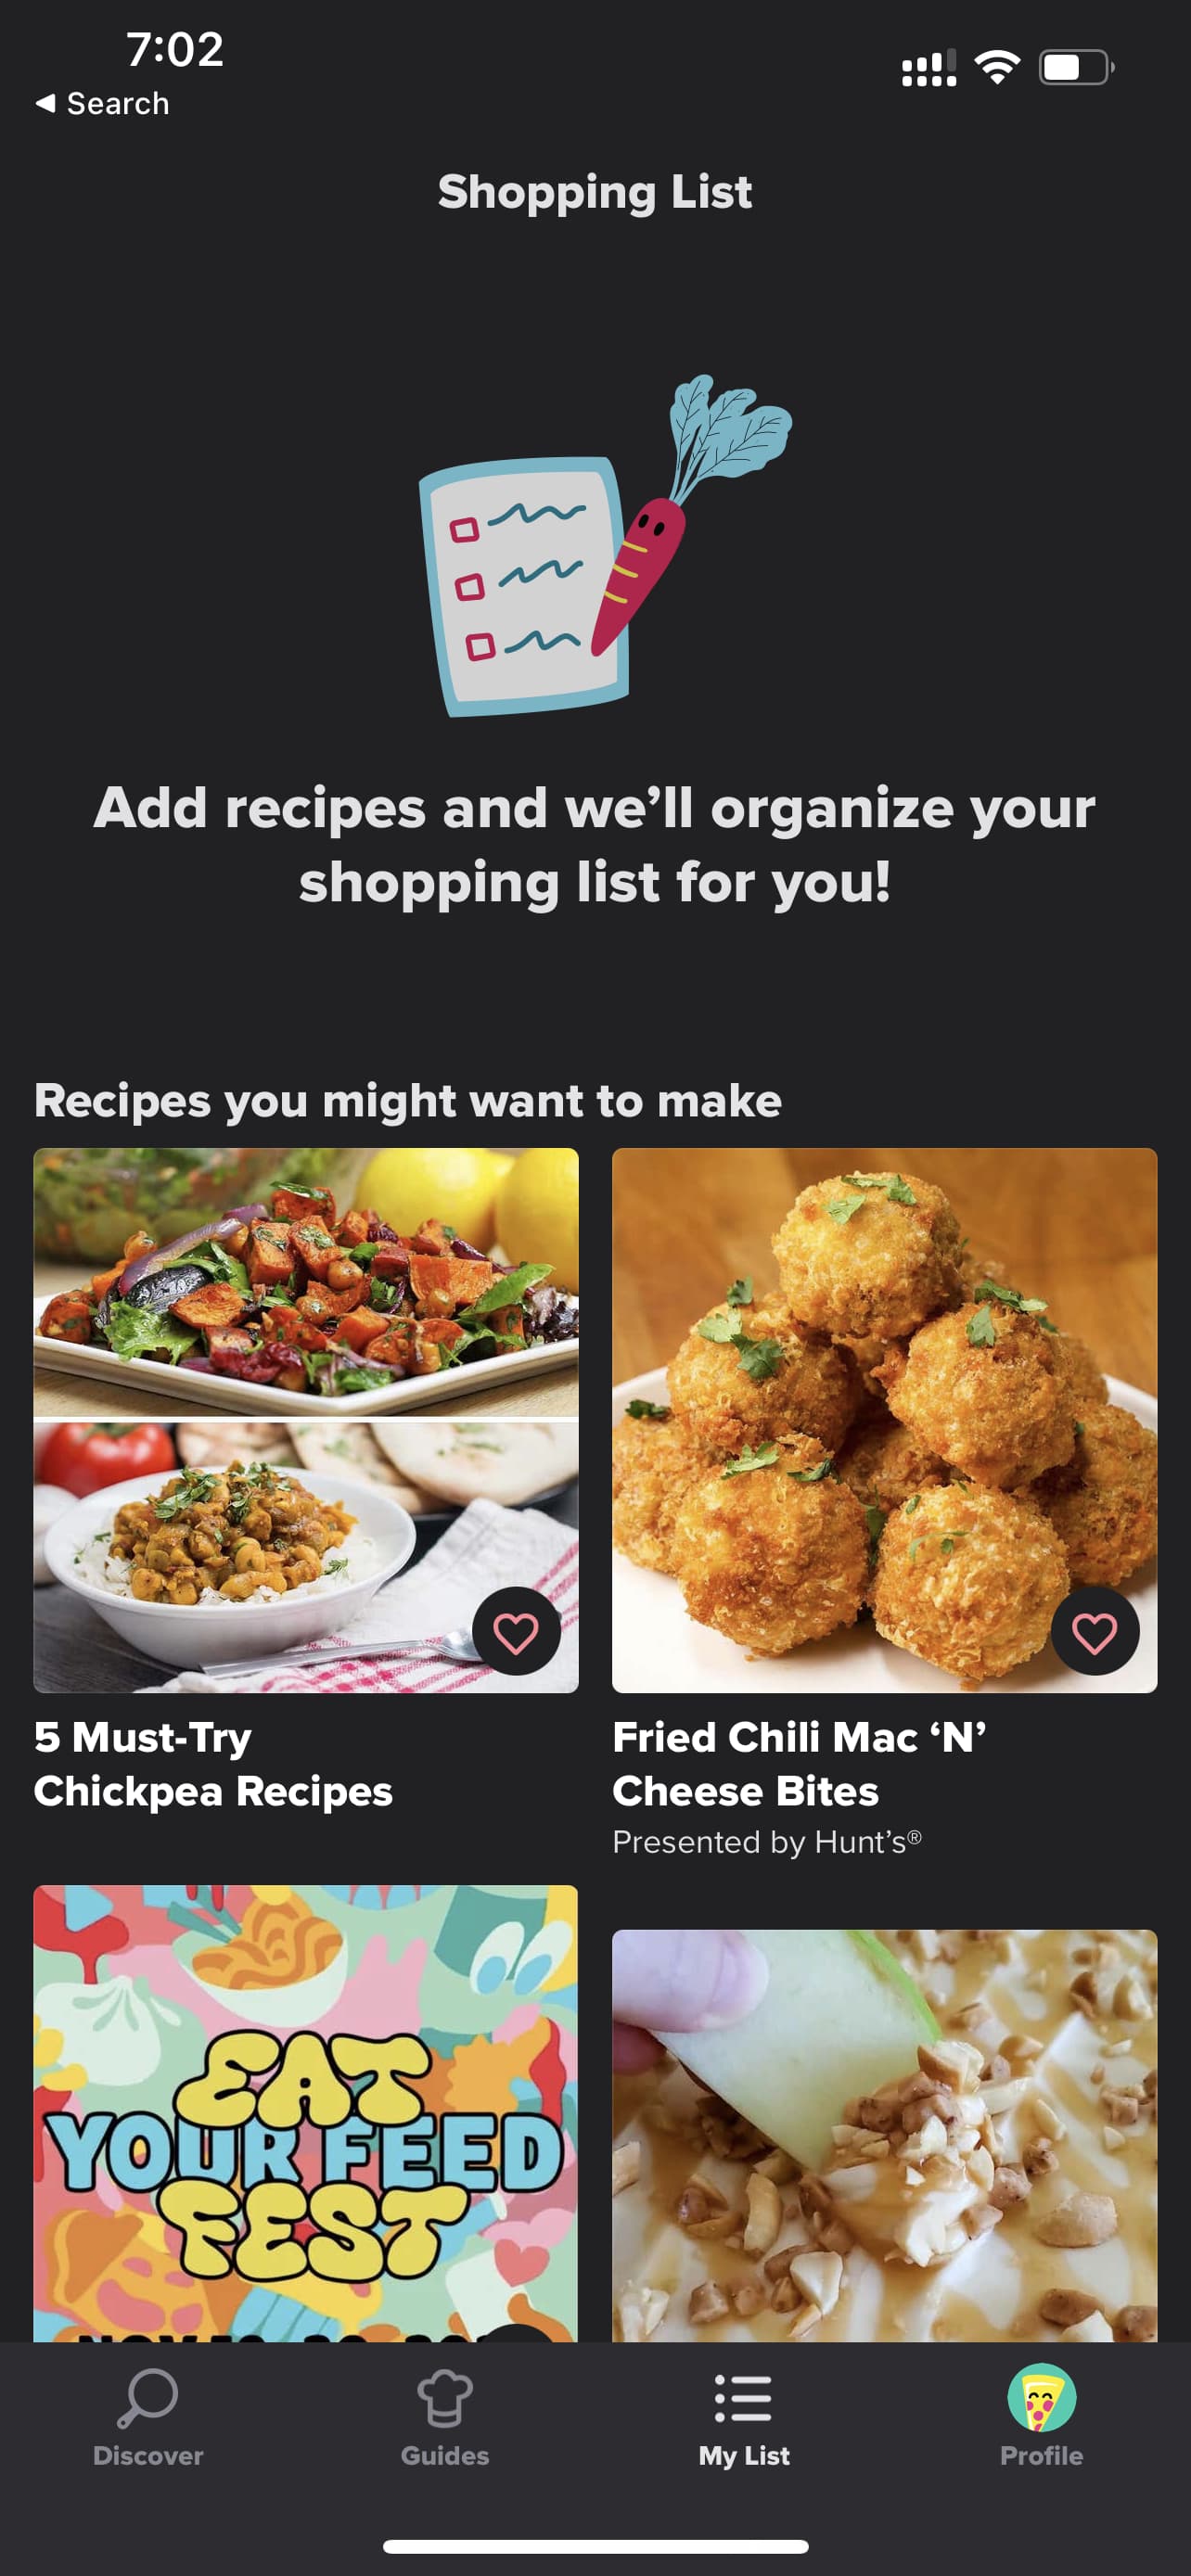 7:02
Search
Shopping List
Add recipes and we’ll organize your
shopping list for you!
Recipes you might want to make
5 Must-Try
Chickpea Recipes
Fried Chili Mac ‘N’
Cheese Bites
Presented by Hunt’s®
EAT
YOUR FEED
FEST
Discover
Guides
My List
Profile